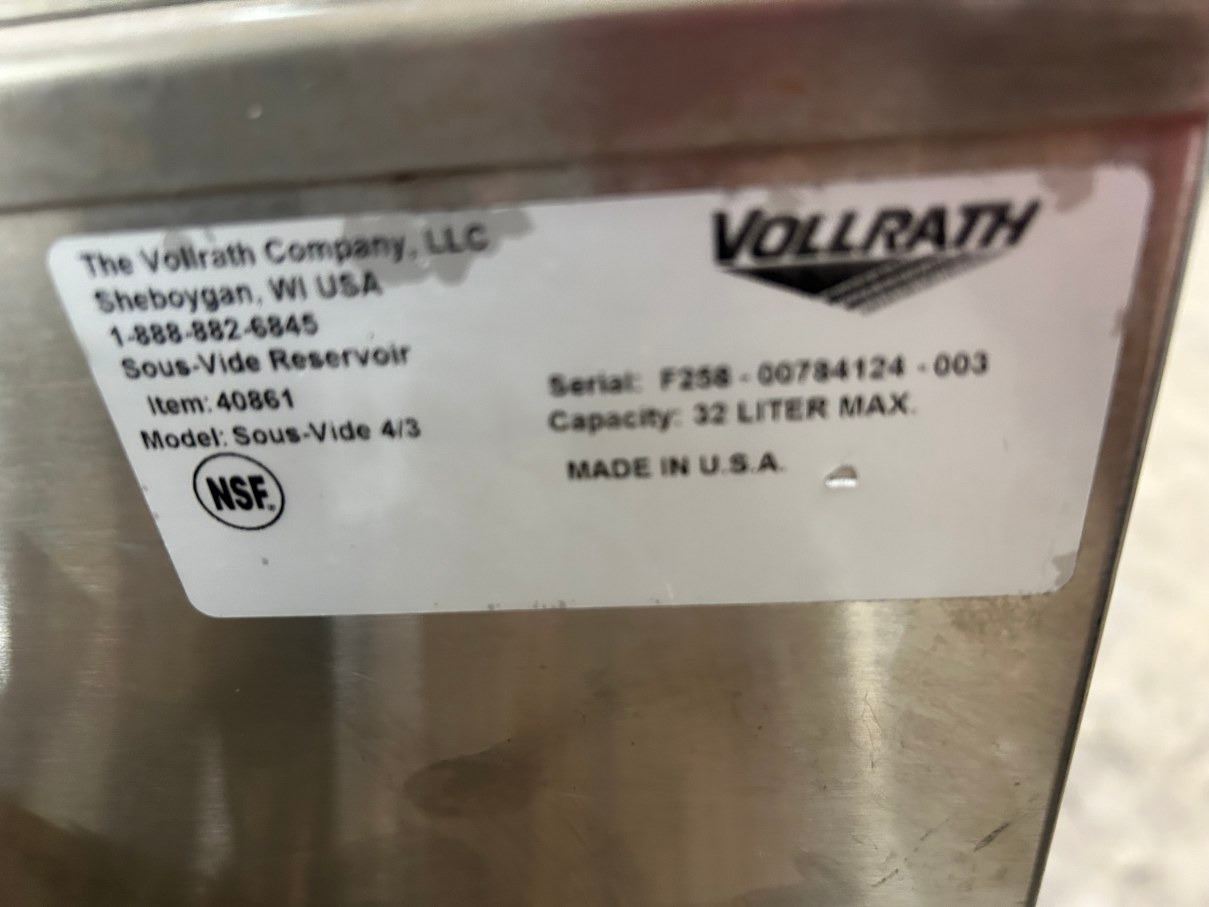 The Vollrath Company, LLC
Sheboygan, WI USA
1-888-882-6845
Sous-Vide Reservoir
Item: 40861
Model: Sous-Vide 4/3
NSF.
VOLLRATH
Serial: F258 - 00784124 - 003
Capacity: 32 LITER MAX.
MADE IN U.S.A.